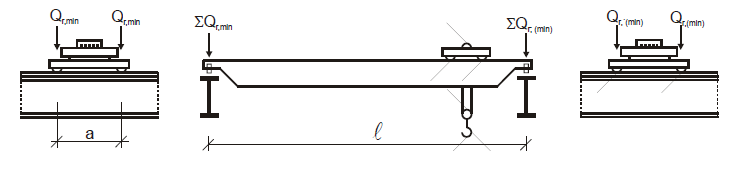 Q_r,min Q_r,min
ΣQ_r,min ΣQ_r,(min)
Q_r,(min) Q_r,(min)
a
ℓ